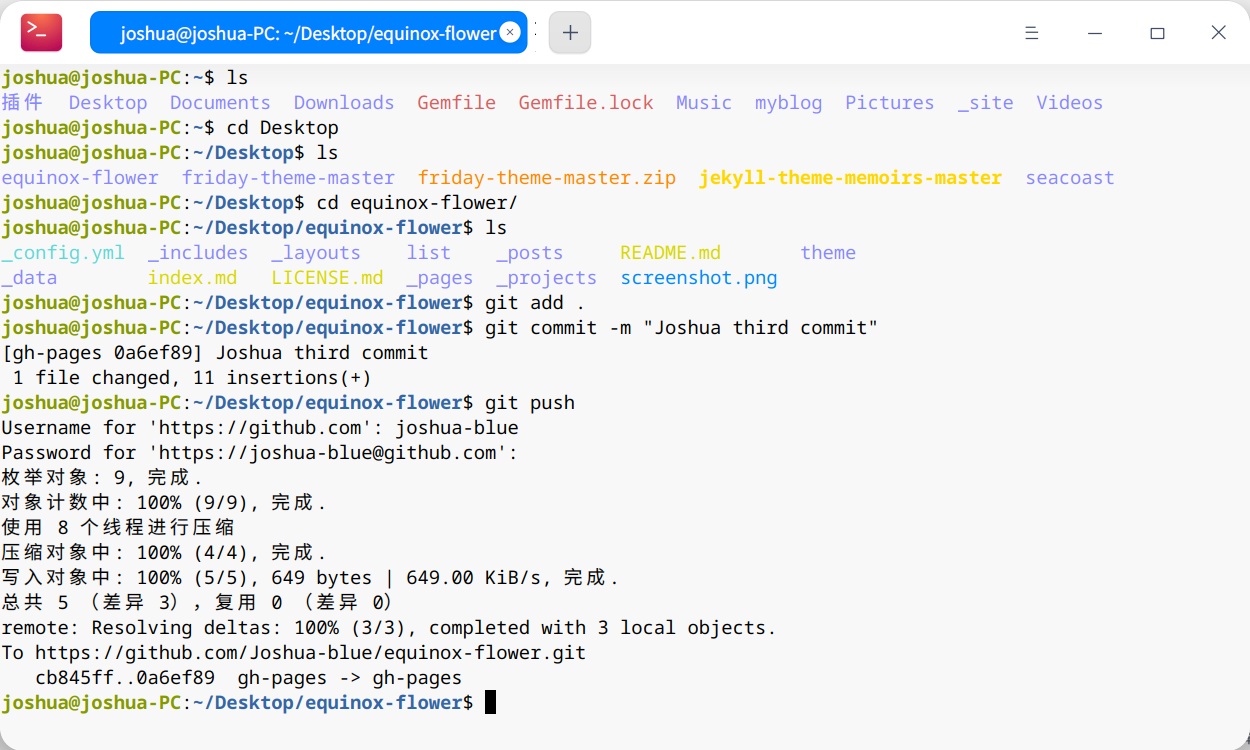 joshua@joshua-PC: ~/Desktop/equinox-flower
joshua@joshua-PC:~$ ls
插件  Desktop  Documents  Downloads  Gemfile  Gemfile.lock  Music  myblog  Pictures  _site  Videos
joshua@joshua-PC:~$ cd Desktop
joshua@joshua-PC:~/Desktop$ ls
equinox-flower  friday-theme-master  friday-theme-master.zip  jekyll-theme-memoirs-master  seacoast
joshua@joshua-PC:~/Desktop$ cd equinox-flower/
joshua@joshua-PC:~/Desktop/equinox-flower$ ls
_config.yml  _includes  _layouts    list    _posts     README.md       theme
_data        index.md   LICENSE.md  _pages  _projects  screenshot.png
joshua@joshua-PC:~/Desktop/equinox-flower$ git add .
joshua@joshua-PC:~/Desktop/equinox-flower$ git commit -m "Joshua third commit"
[gh-pages 0a6ef89] Joshua third commit
 1 file changed, 11 insertions(+)
joshua@joshua-PC:~/Desktop/equinox-flower$ git push
Username for 'https://github.com': joshua-blue
Password for 'https://joshua-blue@github.com':
枚举对象: 9, 完成.
对象计数中: 100% (9/9), 完成.
使用 8 个线程进行压缩
压缩对象中: 100% (4/4), 完成.
写入对象中: 100% (5/5), 649 bytes | 649.00 KiB/s, 完成.
总共 5 （差异 3），复用 0 （差异 0）
remote: Resolving deltas: 100% (3/3), completed with 3 local objects.
To https://github.com/Joshua-blue/equinox-flower.git
   cb845ff..0a6ef89  gh-pages -> gh-pages
joshua@joshua-PC:~/Desktop/equinox-flower$